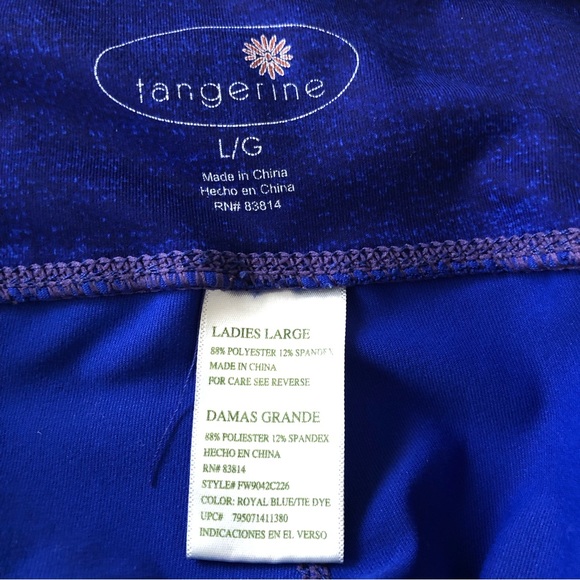 tangerine
L/G
Made in China
Hecho en China
RN# 83814
LADIES LARGE
88% POLYESTER 12% SPANDEX
MADE IN CHINA
FOR CARE SEE REVERSE
DAMAS GRANDE
88% POLIESTER 12% SPANDEX
HECHO EN CHINA
RN# 83814
STYLE# FW9042C226
COLOR: ROYAL BLUE/TIE DYE
UPC# 795071411380
INDICACIONES EN EL VERSO